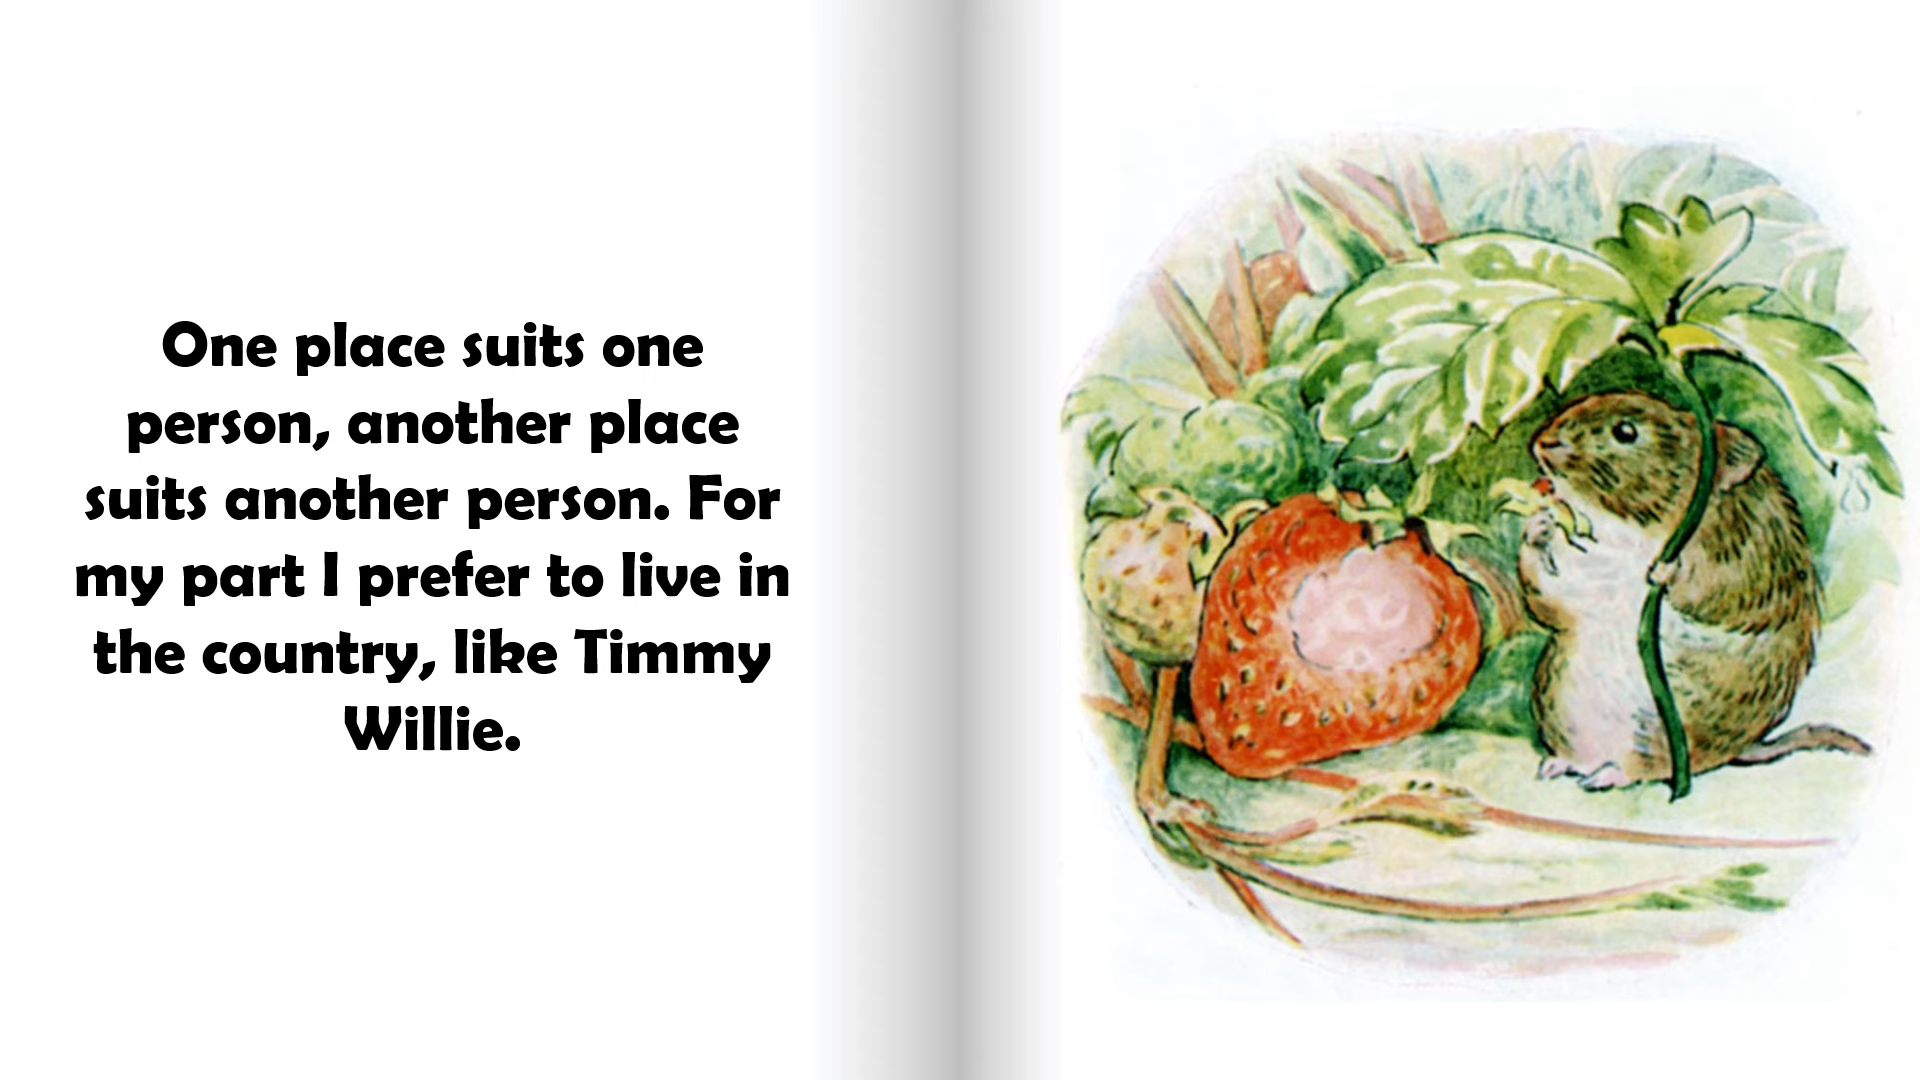 One place suits one
person, another place
suits another person. For
my part I prefer to live in
the country, like Timmy
Willie.